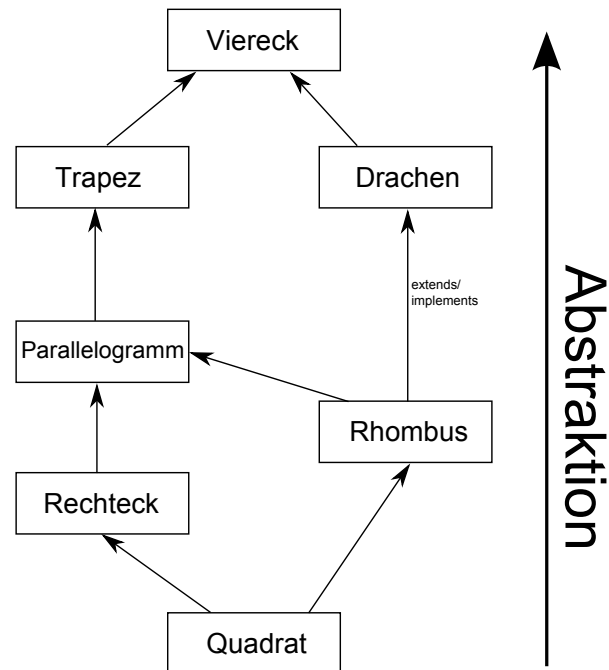 Viereck
Trapez
Drachen
extends/
implements
Parallelogramm
Rhombus
Rechteck
Quadrat
Abstraktion